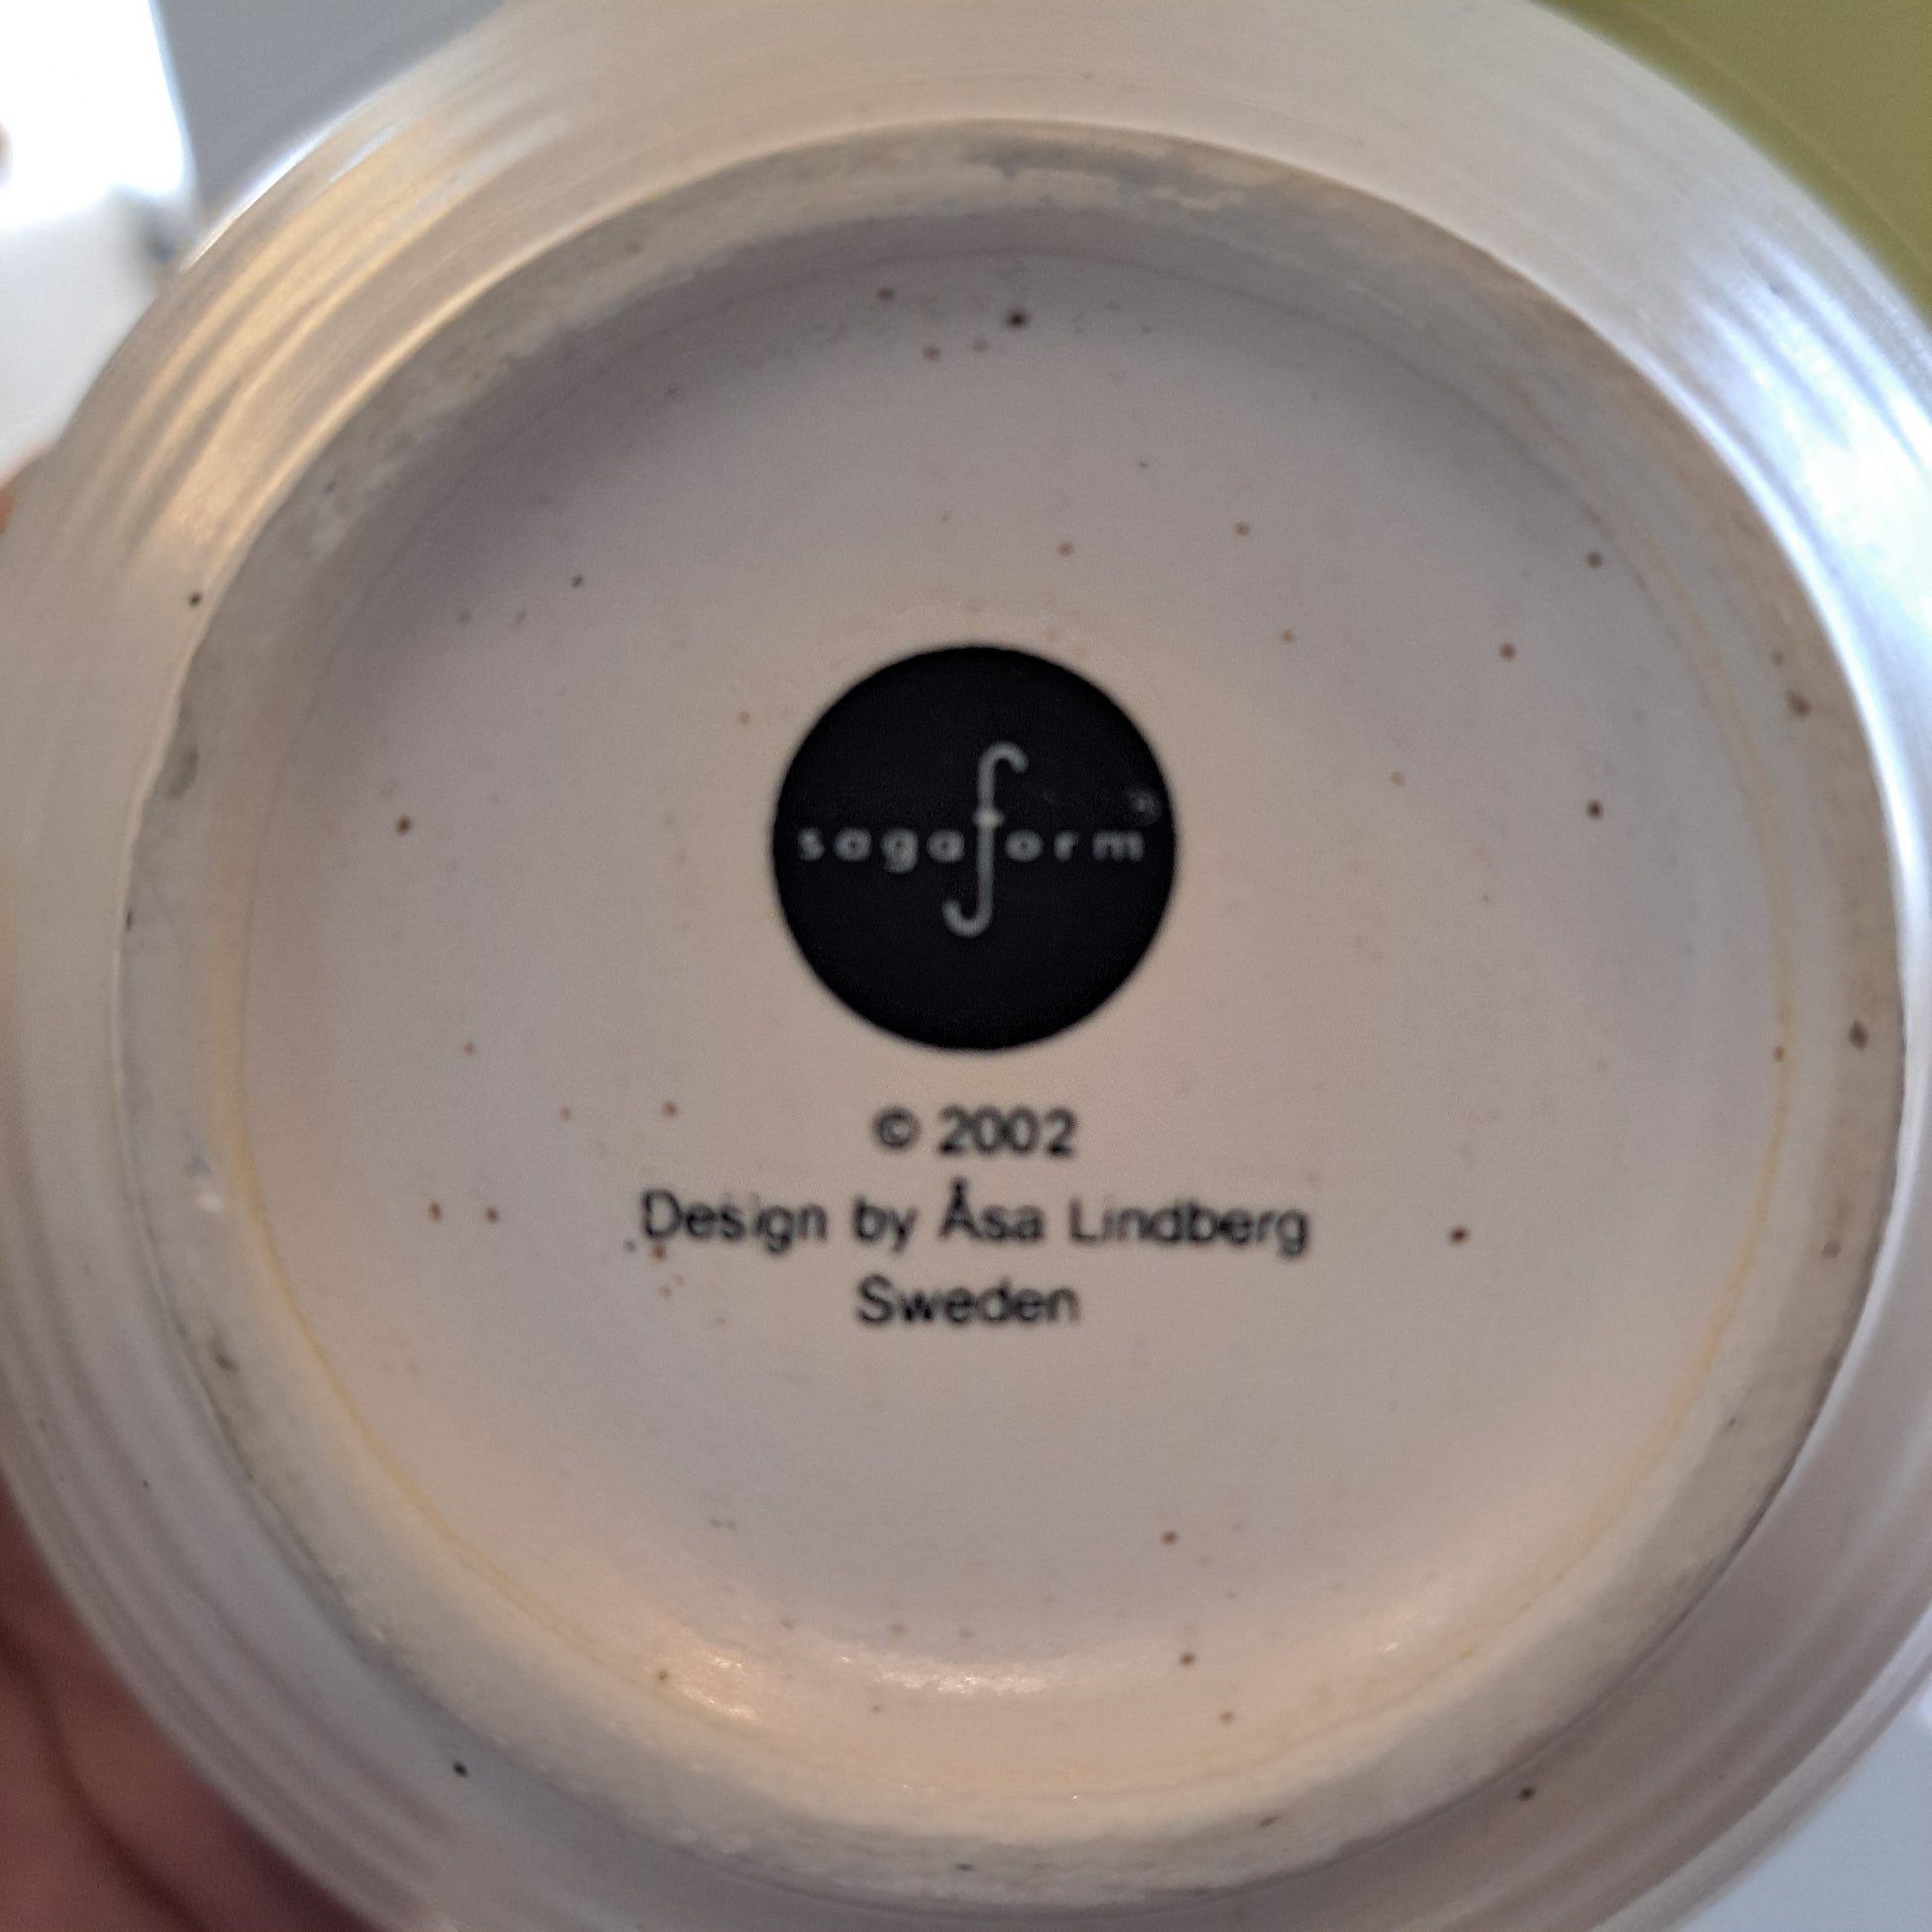 sagaform®
© 2002
Design by Åsa Lindberg
Sweden